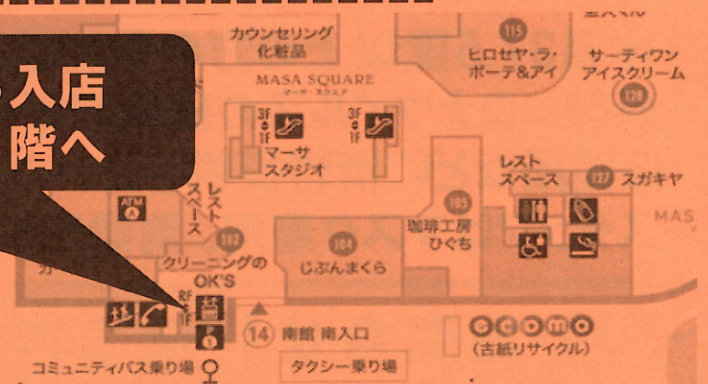 カウンセリング
化粧品
115
ヒロセヤ・ラ・
ボーテ&アイ
サーティワン
アイスクリーム
128
入店
階へ
MASA SQUARE
マーサ・スクエア
3F
1F
マーサ
スタジオ
3F
1F
レスト
スペース
127 スガキヤ
MAS
ATM
レスト
スペース
102
クリーニングの
OK'S
104
じぶんまくら
105
珈琲工房
ひぐち
RF
1F
14 南館 南入口
ecomo
(古紙リサイクル)
コミュニティバス乗り場
タクシー乗り場